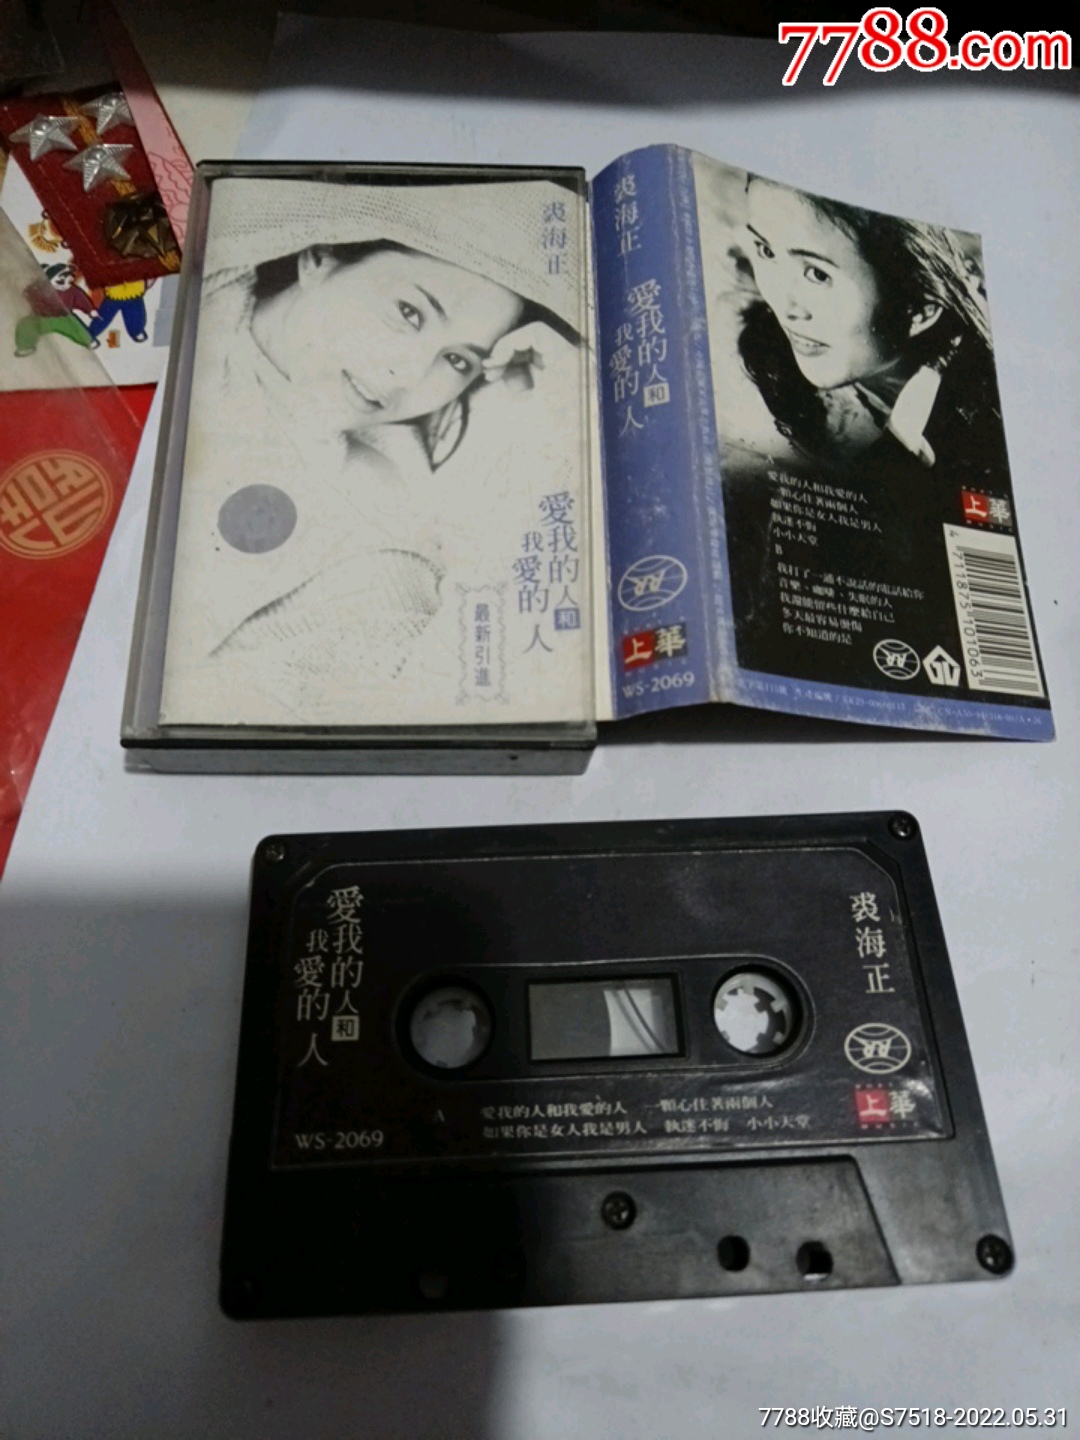 7788.com
裘海正
愛我的人和
我愛的人
最新引進
裘海正
愛我的人和
我愛的人
上華
WS-2069
A
愛我的人和我愛的人
一顆心住著兩個人
如果你是女人我是男人
執迷不悔
小小天堂
B
我打了一通不說話的電話給你
音樂、咖啡、失眠的人
我還能留些什麼給自己
冬天最容易燙傷
你不知道的是
上華
4711875101063
愛我的人和
我愛的人
裘海正
上華
WS-2069
A 愛我的人和我愛的人 一顆心住著兩個人
如果你是女人我是男人 執迷不悔 小小天堂
7788收藏@S7518-2022.05.31